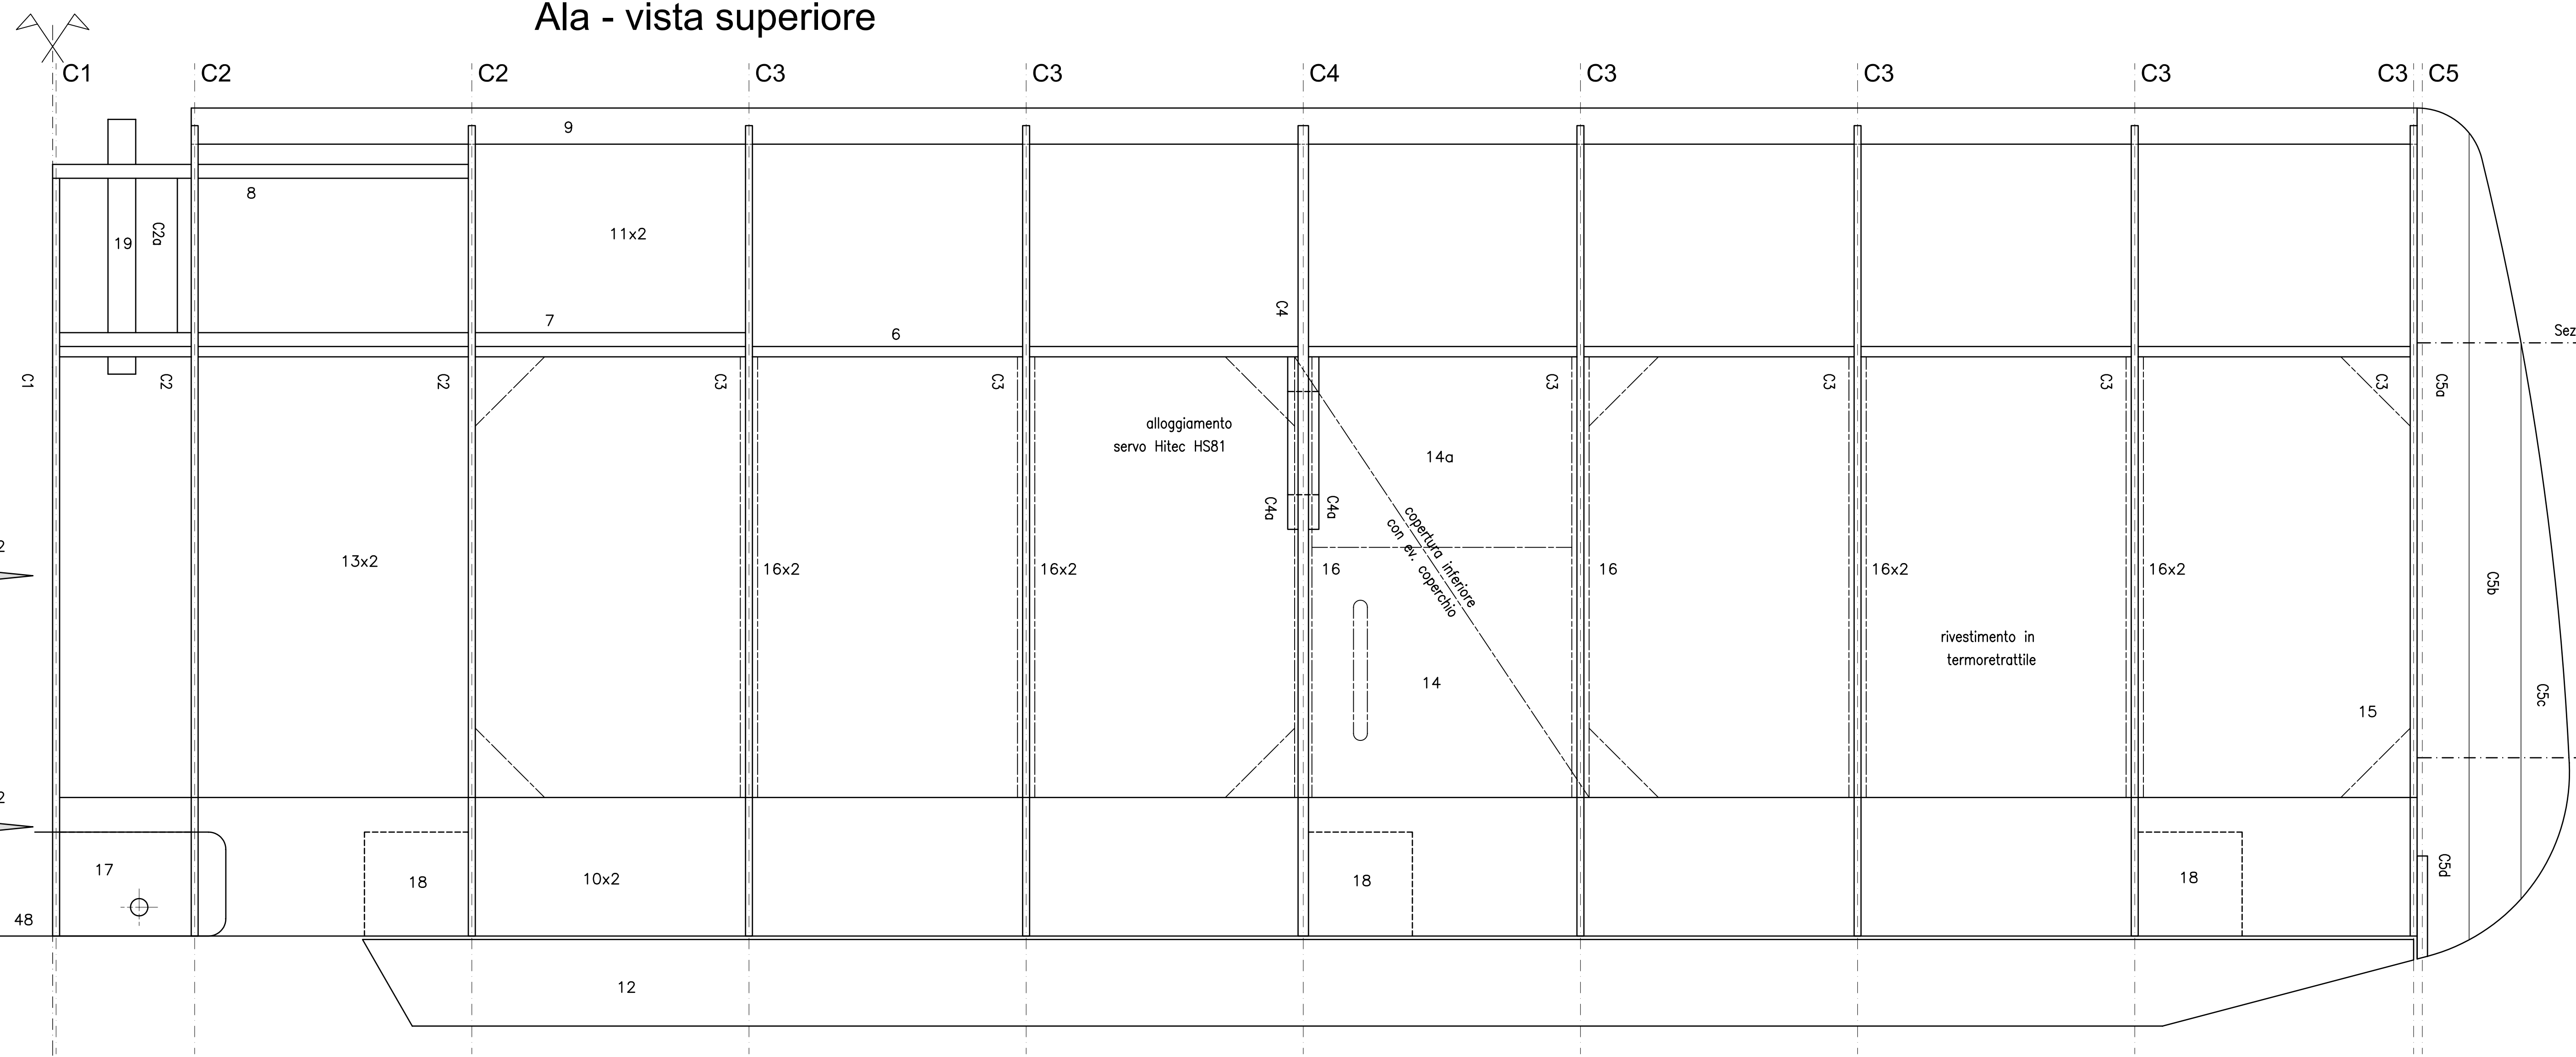 Ala - vista superiore
C1 C2 C2 C3 C3 C4 C3 C3 C3 C3 C5
9
8
19
C2a
11x2
C4
7
6
Sez
C1
C2
C2
C3
C3
C3
C3
C3
C3
C5a
alloggiamento
servo Hitec HS81
14a
C4a
C4a
copertura inferiore
con ev. coperchio
2
13x2
16x2
16x2
16
16
16x2
16x2
C5b
rivestimento in
termoretrattile
14
15
C5c
2
17
18
10x2
18
18
C5d
48
12